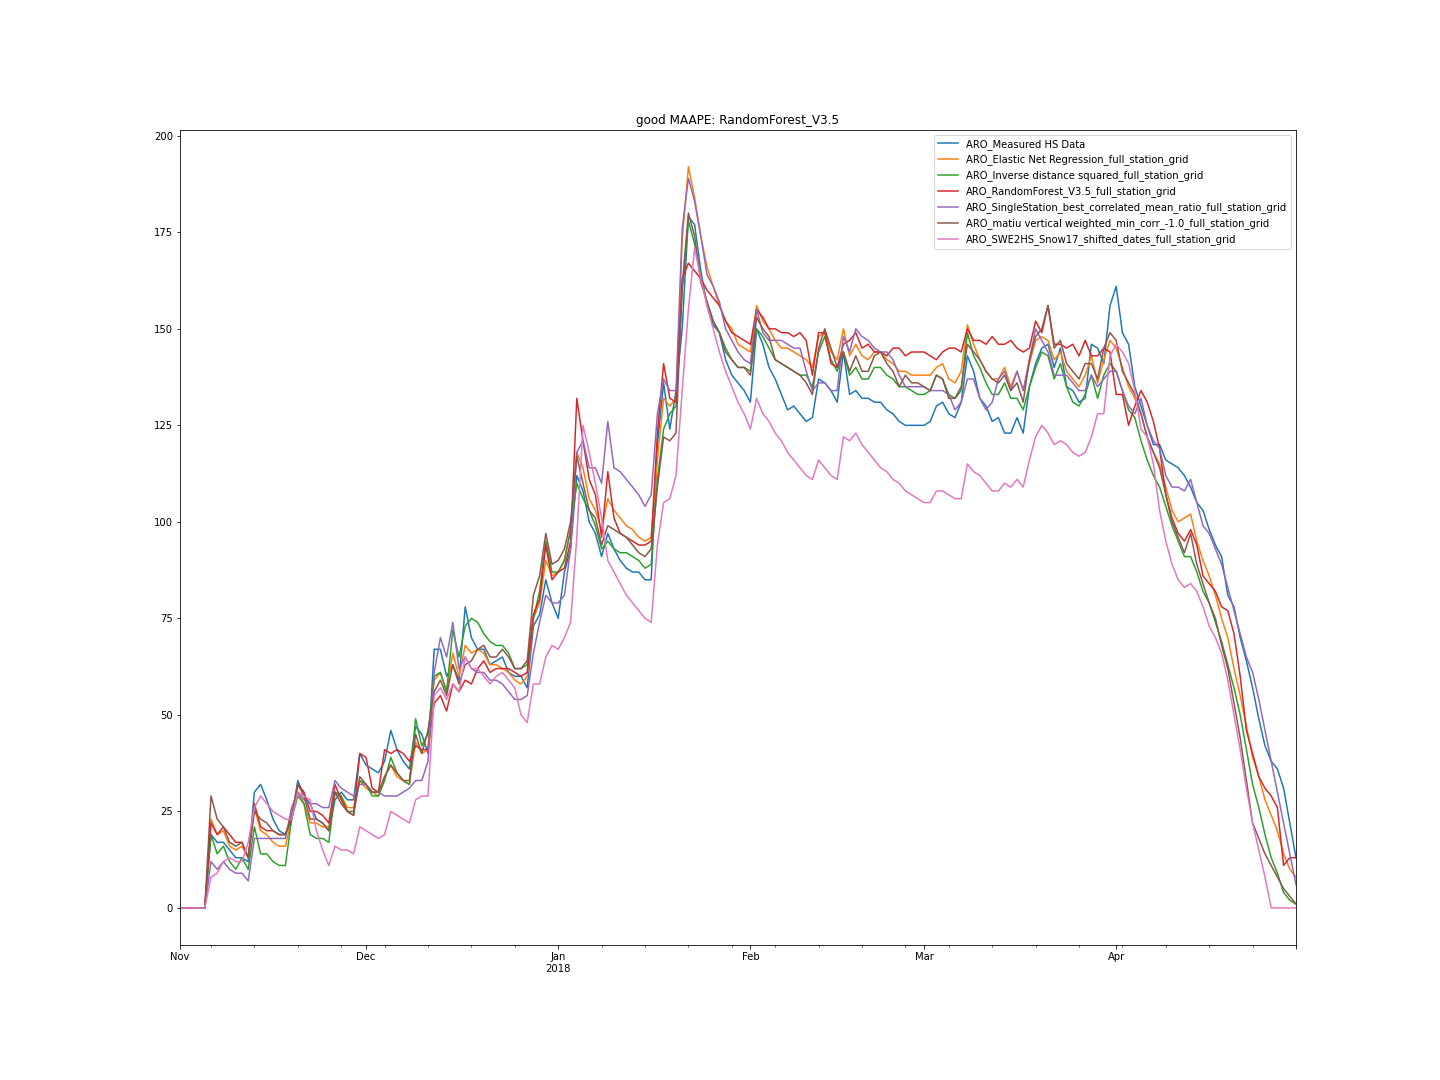 good MAAPE: RandomForest_V3.5
200
175
150
125
100
75
50
25
0
ARO_Measured HS Data
ARO_Elastic Net Regression_full_station_grid
ARO_Inverse distance squared_full_station_grid
ARO_RandomForest_V3.5_full_station_grid
ARO_SingleStation_best_correlated_mean_ratio_full_station_grid
ARO_matiu vertical weighted_min_corr_-1.0_full_station_grid
ARO_SWE2HS_Snow17_shifted_dates_full_station_grid
Nov Dec Jan Feb Mar Apr
2018